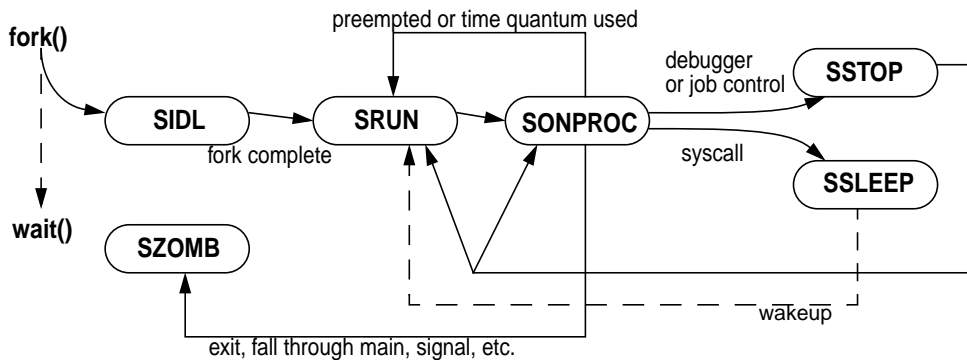 preempted or time quantum used
fork()
debugger
or job control
SSTOP
SIDL
SRUN
SONPROC
fork complete
syscall
SSLEEP
wait()
SZOMB
wakeup
exit, fall through main, signal, etc.